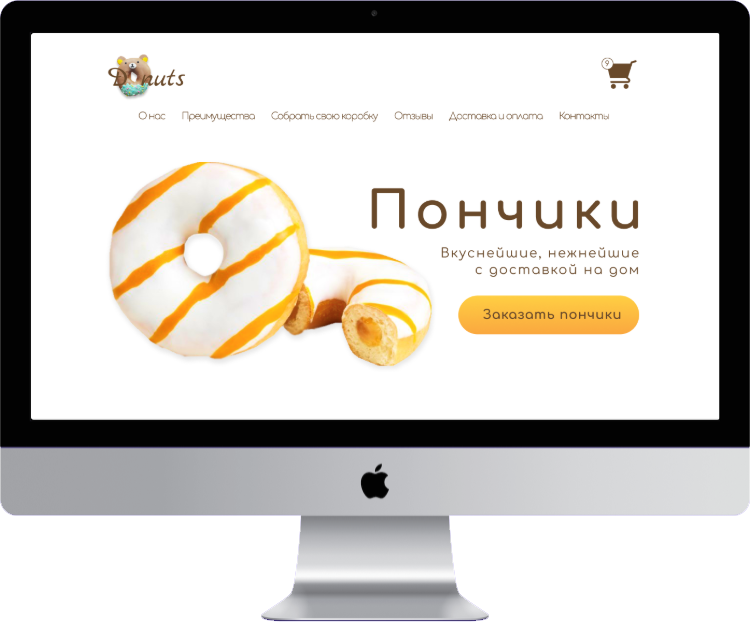 Donuts
9
О нас Преимущества Собрать свою коробку Отзывы Доставка и оплата Контакты
Пончики
Вкуснейшие, нежнейшие
с доставкой на дом
Заказать пончики